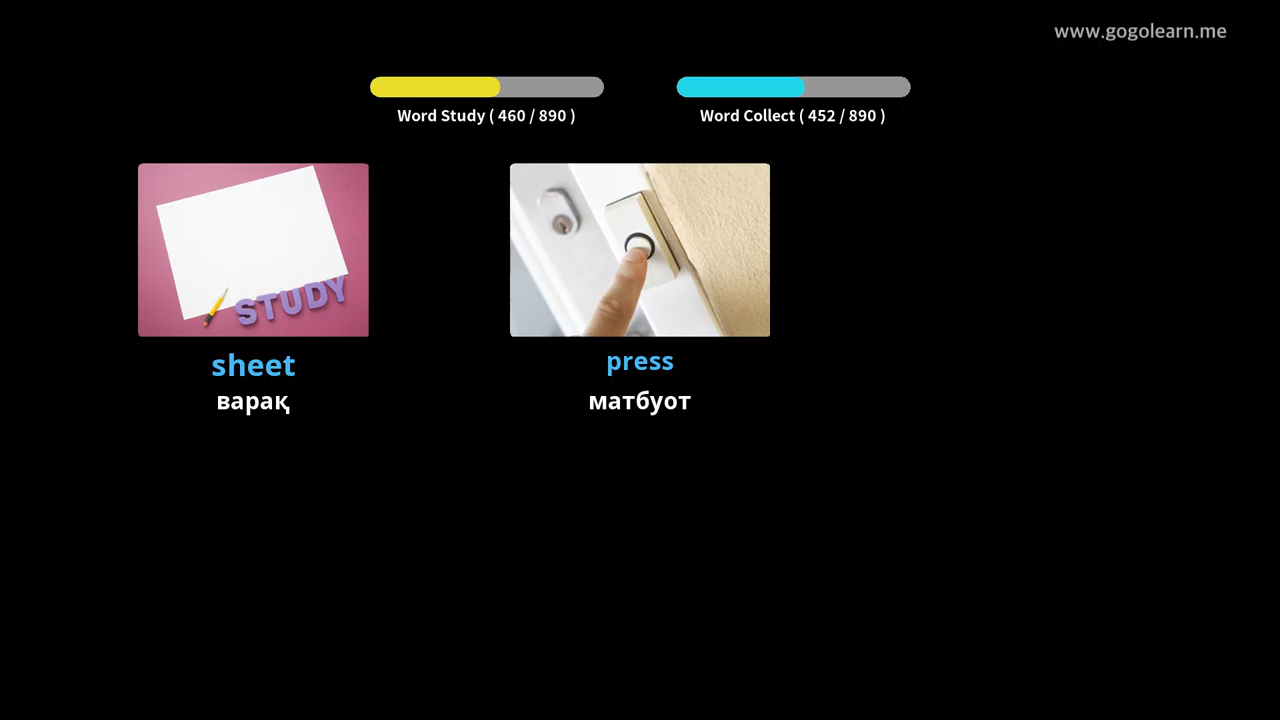 www.gogolearn.me
Word Study ( 460 / 890 )
Word Collect ( 452 / 890 )
STUDY
sheet
press
варақ
матбуот